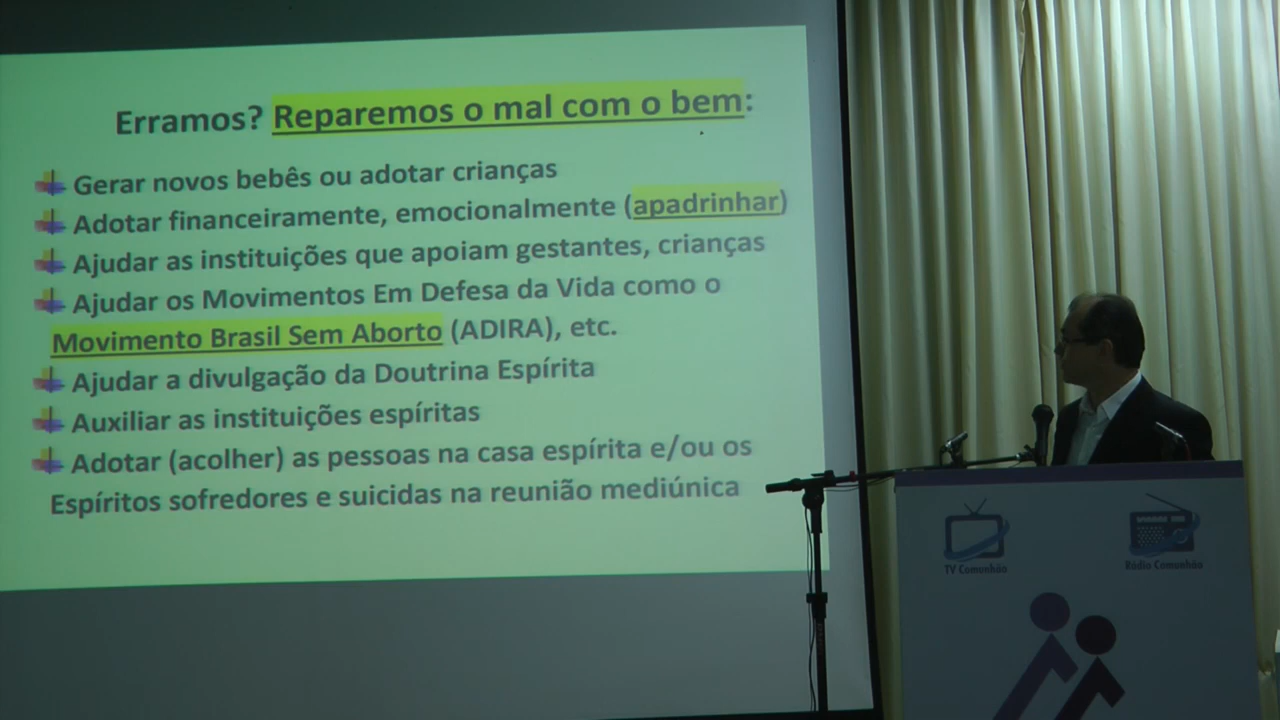 Erramos? Reparemos o mal com o bem:
Gerar novos bebês ou adotar crianças
Adotar financeiramente, emocionalmente (apadrinhar)
Ajudar as instituições que apoiam gestantes, crianças
Ajudar os Movimentos Em Defesa da Vida como o
Movimento Brasil Sem Aborto (ADIRA), etc.
Ajudar a divulgação da Doutrina Espírita
Auxiliar as instituições espíritas
Adotar (acolher) as pessoas na casa espírita e/ou os
Espíritos sofredores e suicidas na reunião mediúnica
TV Comunhão
Rádio Comunhão